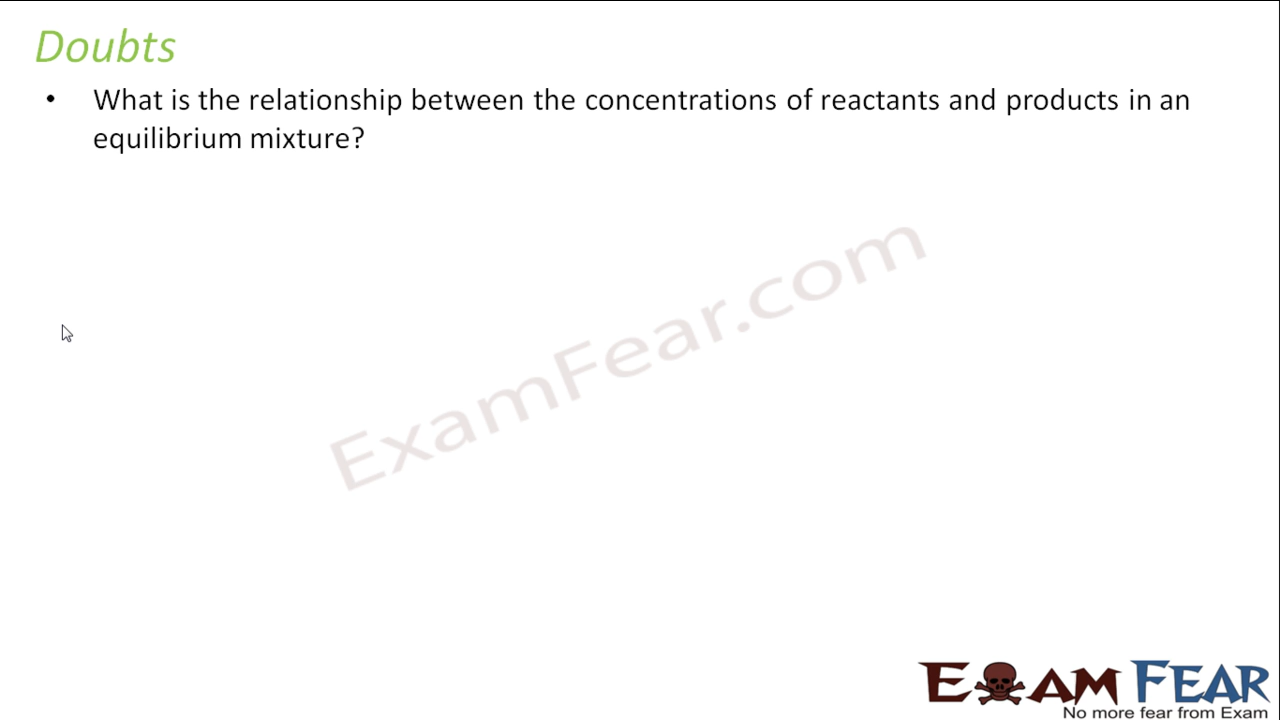 Doubts
• What is the relationship between the concentrations of reactants and products in an
equilibrium mixture?
ExamFear.com
EXAM FEAR
No more fear from Exam